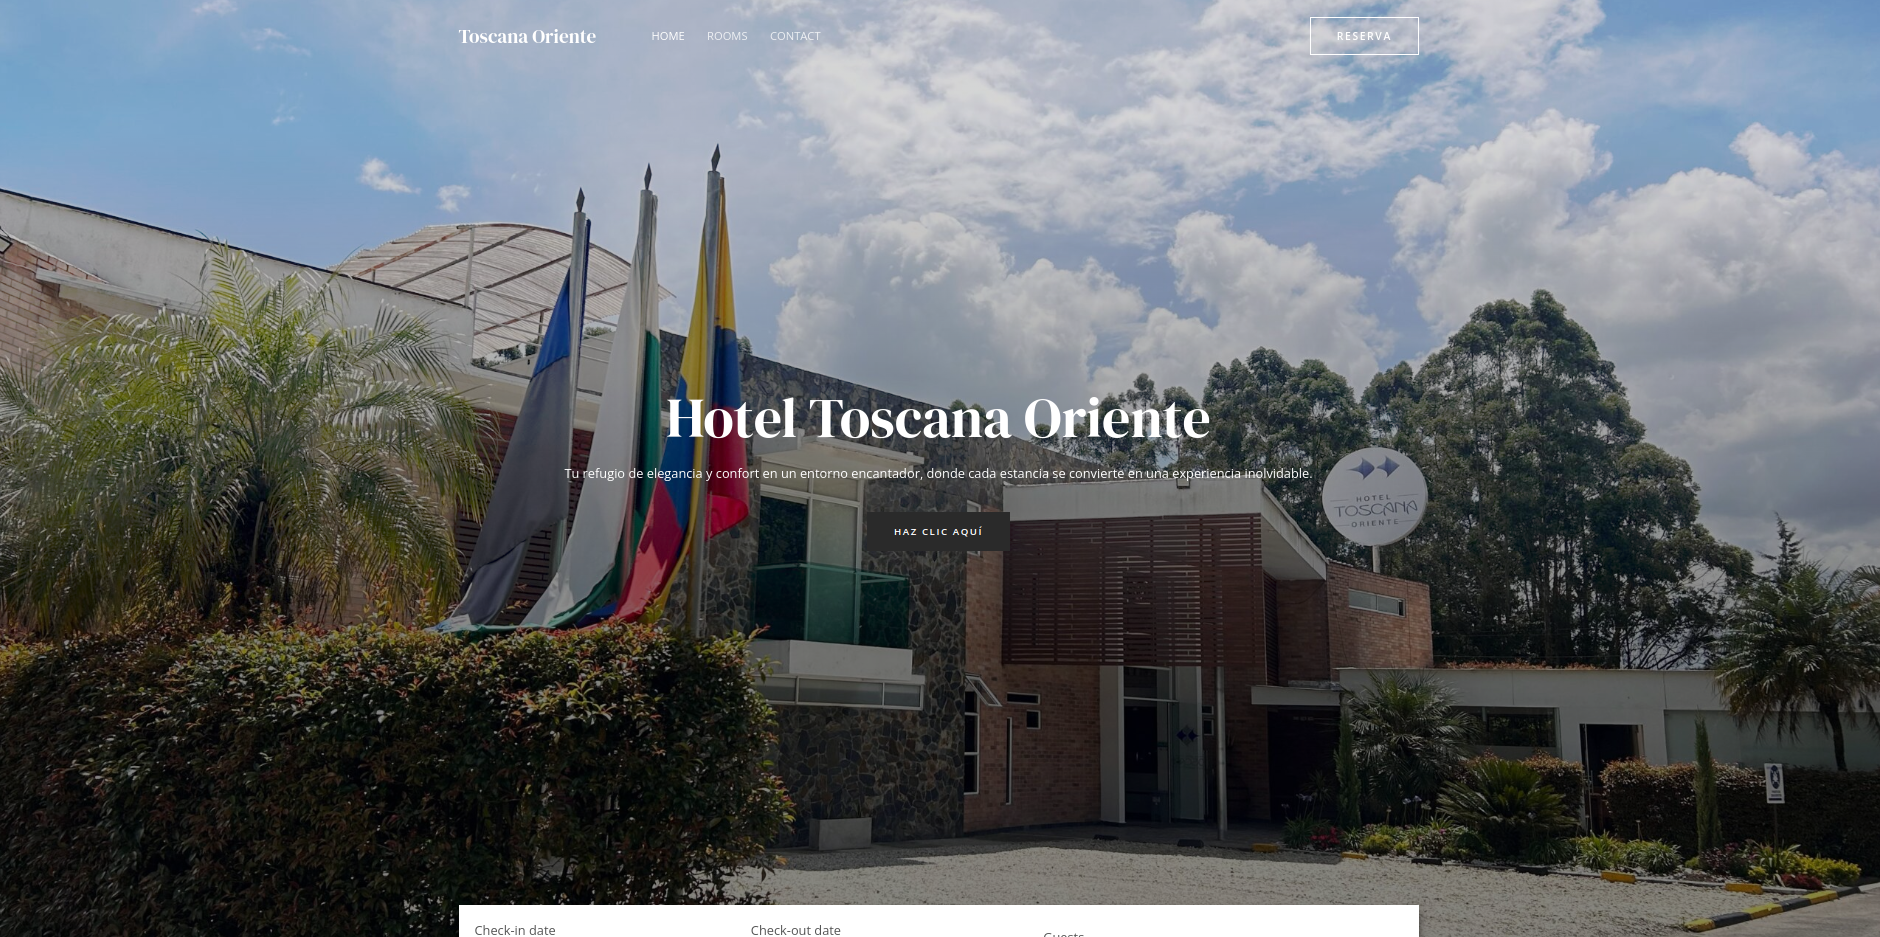 Toscana Oriente
HOME
ROOMS
CONTACT
RESERVA
Hotel Toscana Oriente
Tu refugio de elegancia y confort en un entorno encantador, donde cada estancia se convierte en una experiencia inolvidable.
HOTEL
TOSCANA
ORIENTE
HAZ CLIC AQUÍ
Check-in date
Check-out date
Guests